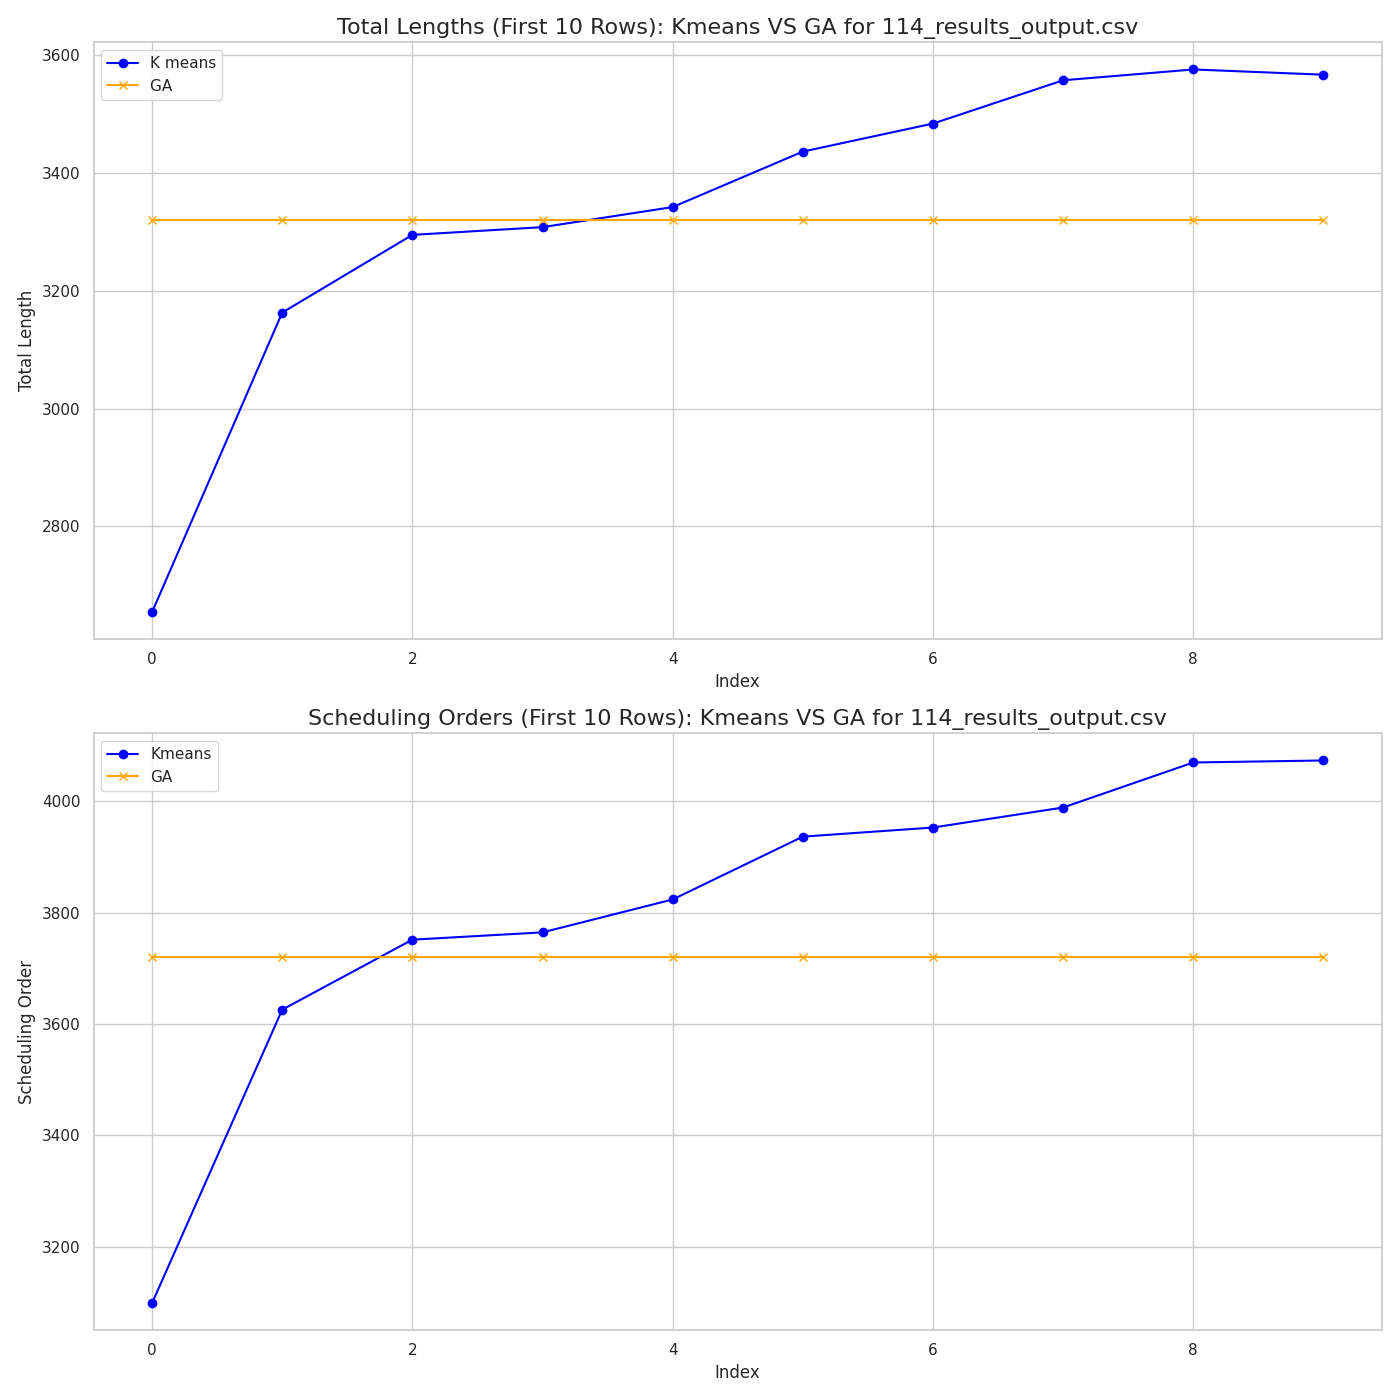 Total Lengths (First 10 Rows): Kmeans VS GA for 114_results_output.csv
K means
GA
3600
3400
3200
3000
2800
Total Length
0
2
4
6
8
Index
Scheduling Orders (First 10 Rows): Kmeans VS GA for 114_results_output.csv
Kmeans
GA
4000
3800
3600
3400
3200
Scheduling Order
0
2
4
6
8
Index